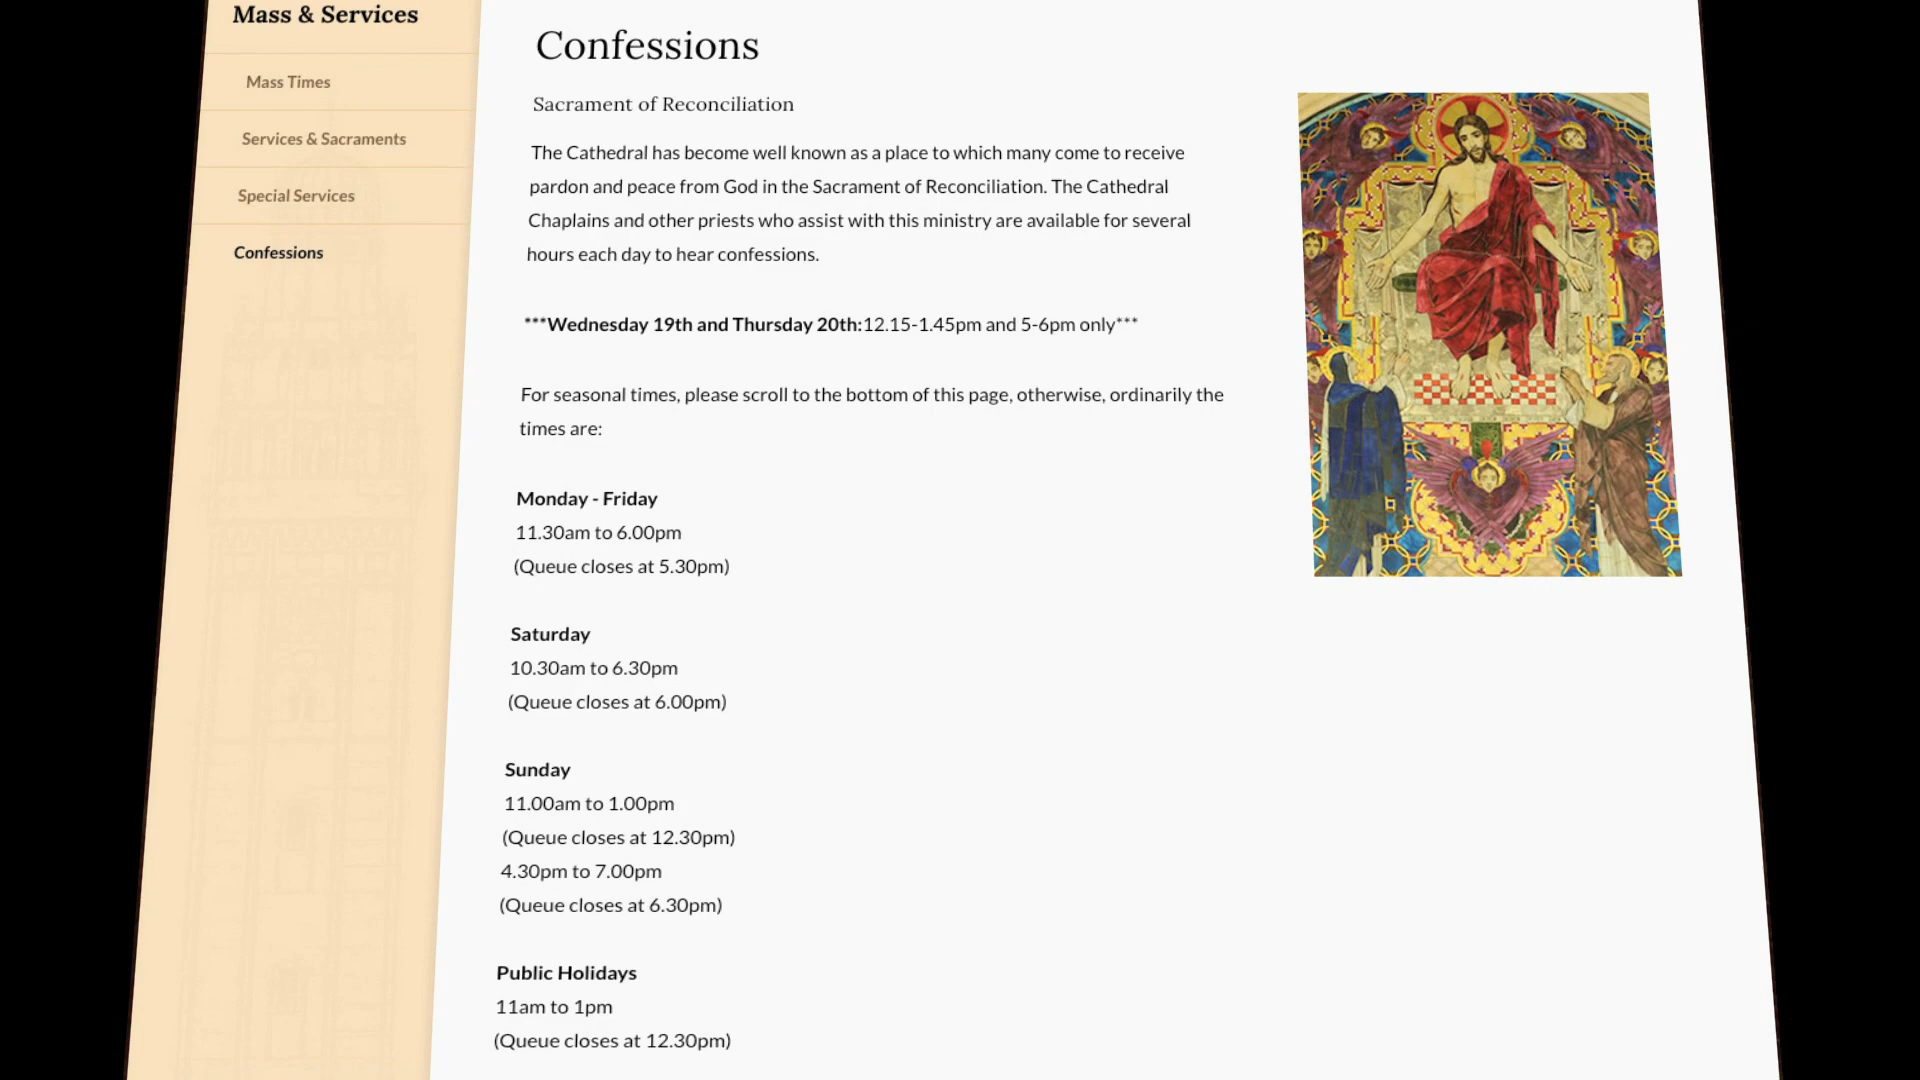 Mass & Services
Mass Times
Services & Sacraments
Special Services
Confessions
Confessions
Sacrament of Reconciliation
The Cathedral has become well known as a place to which many come to receive
pardon and peace from God in the Sacrament of Reconciliation. The Cathedral
Chaplains and other priests who assist with this ministry are available for several
hours each day to hear confessions.
***Wednesday 19th and Thursday 20th:12.15-1.45pm and 5-6pm only***
For seasonal times, please scroll to the bottom of this page, otherwise, ordinarily the
times are:
Monday - Friday
11.30am to 6.00pm
(Queue closes at 5.30pm)
Saturday
10.30am to 6.30pm
(Queue closes at 6.00pm)
Sunday
11.00am to 1.00pm
(Queue closes at 12.30pm)
4.30pm to 7.00pm
(Queue closes at 6.30pm)
Public Holidays
11am to 1pm
(Queue closes at 12.30pm)